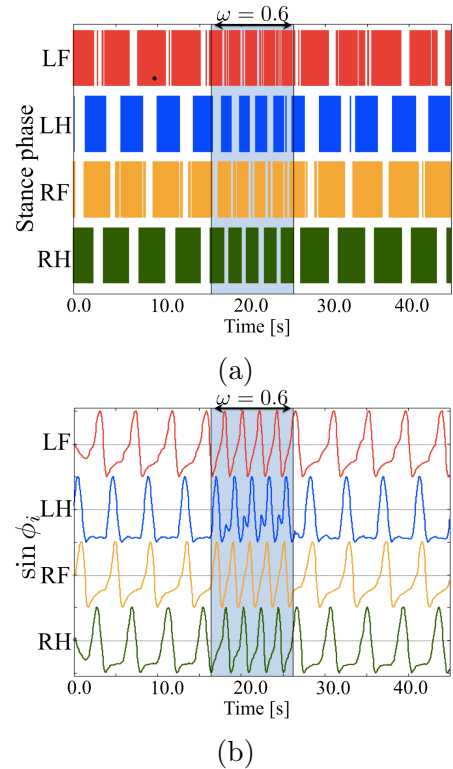 ω = 0.6
LF
LH
RF
RH
Stance phase
0.0 10.0 20.0 30.0 40.0
Time [s]
(a)
ω = 0.6
LF
LH
RF
RH
sin ϕᵢ
0.0 10.0 20.0 30.0 40.0
Time [s]
(b)